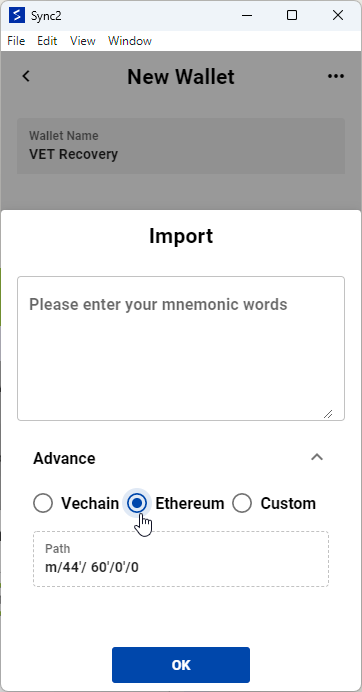 Sync2
File Edit View Window
New Wallet
Wallet Name
VET Recovery
Import
Please enter your mnemonic words
Advance
Vechain Ethereum Custom
Path
m/44'/ 60'/0'/0
OK